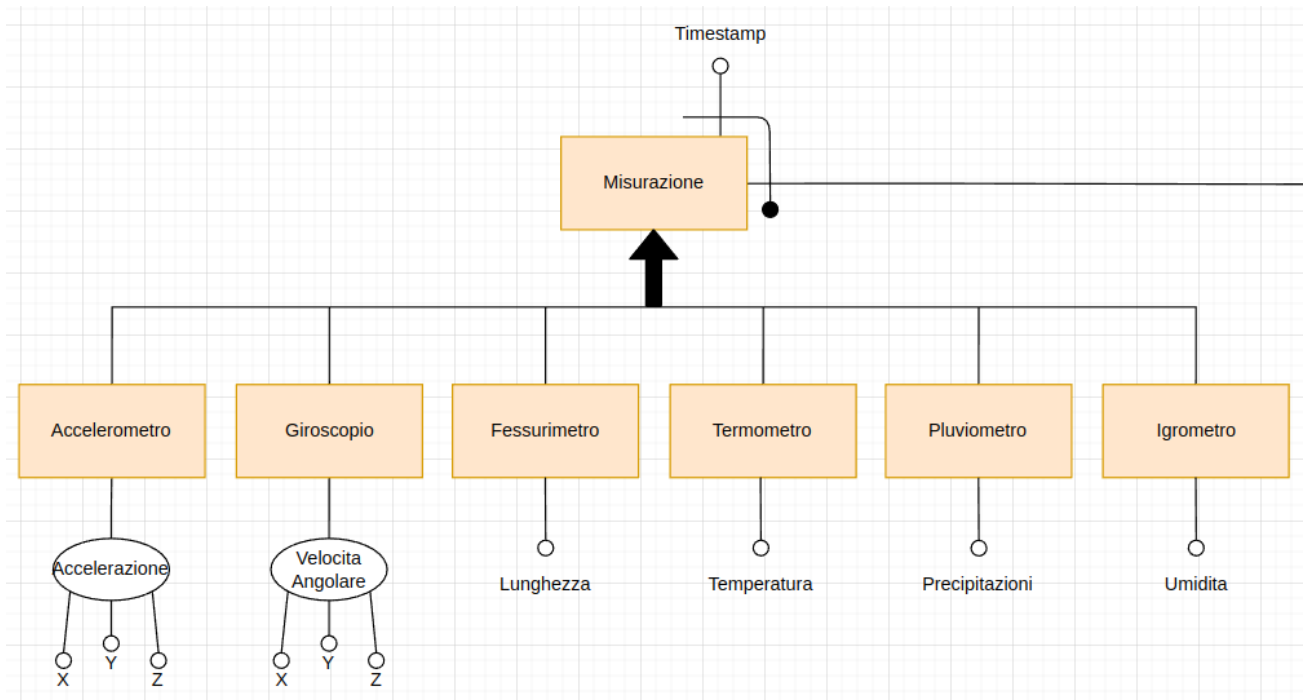 Timestamp
Misurazione
Accelerometro
Giroscopio
Fessurimetro
Termometro
Pluviometro
Igrometro
Accelerazione
Velocita
Angolare
Lunghezza
Temperatura
Precipitazioni
Umidita
X
Y
Z
X
Y
Z